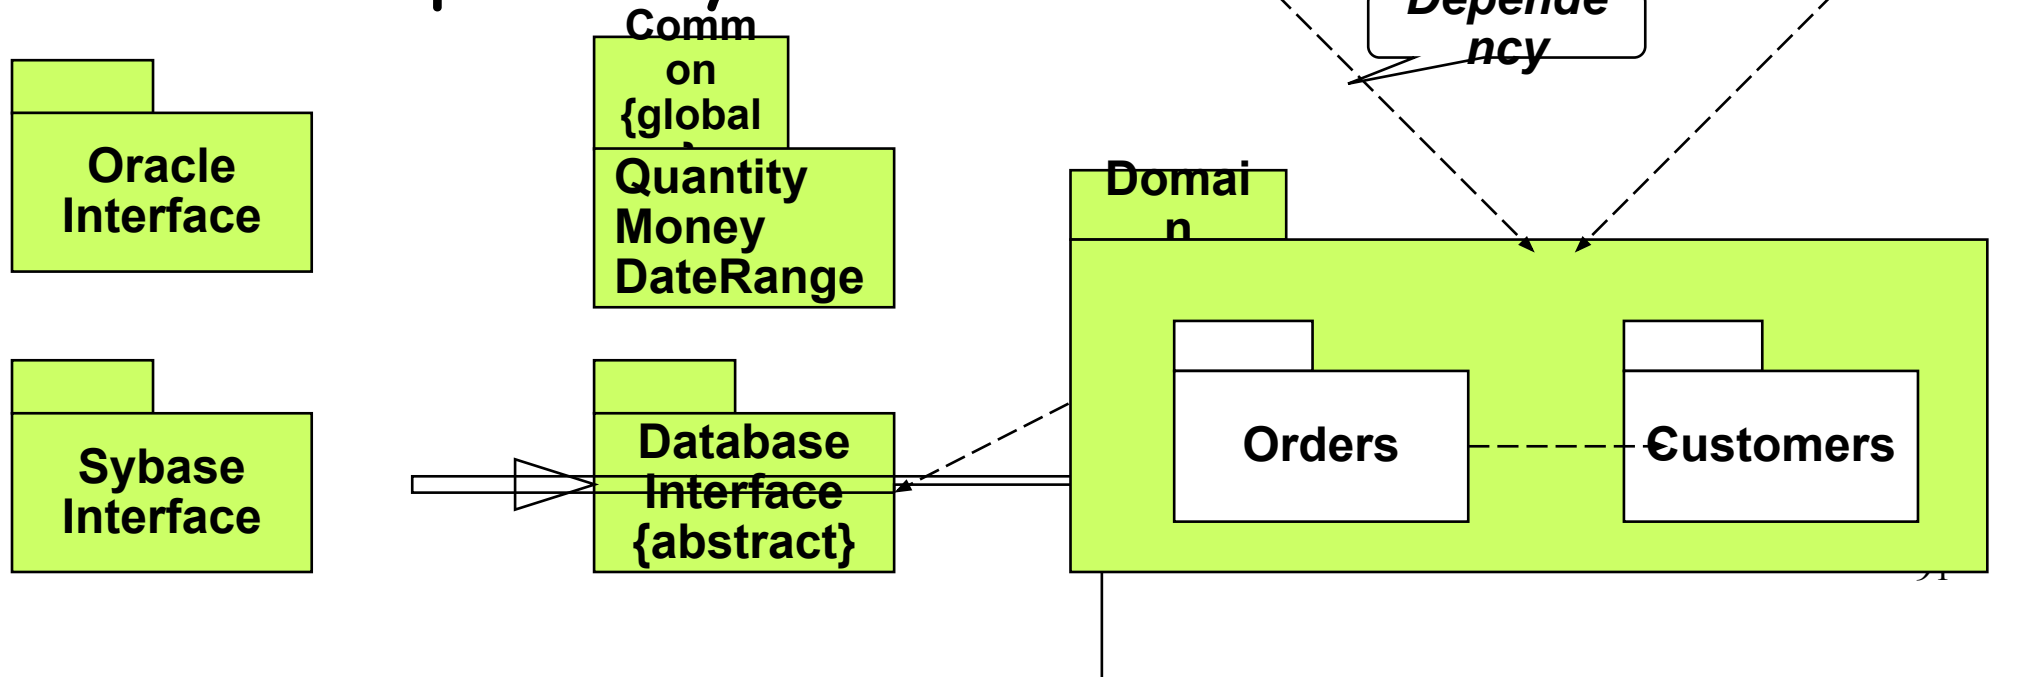 Depende
ncy
Comm
on
{global
Oracle
Interface
Quantity
Money
DateRange
Domai
n
Sybase
Interface
Database
Interface
{abstract}
Orders
Customers